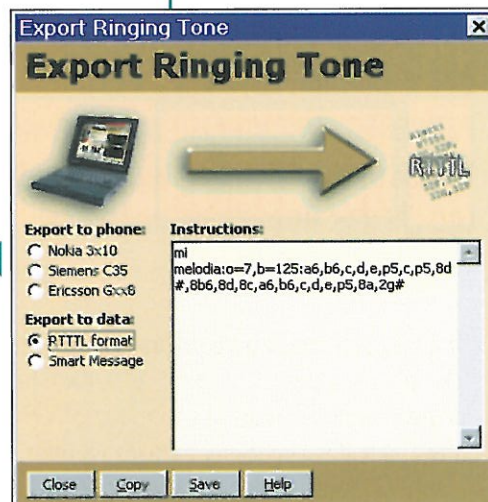 Export Ringing Tone
Export Ringing Tone
RTTTL
Export to phone:
Nokia 3x10
Siemens C35
Ericsson Gxx8
Export to data:
RTTTL format
Smart Message
Instructions:
mi
melodia:o=7,b=125:a6,b6,c,d,e,p5,c,p5,8d
#,8b6,8d,8c,a6,b6,c,d,e,p5,8a,2g#
Close
Copy
Save
Help